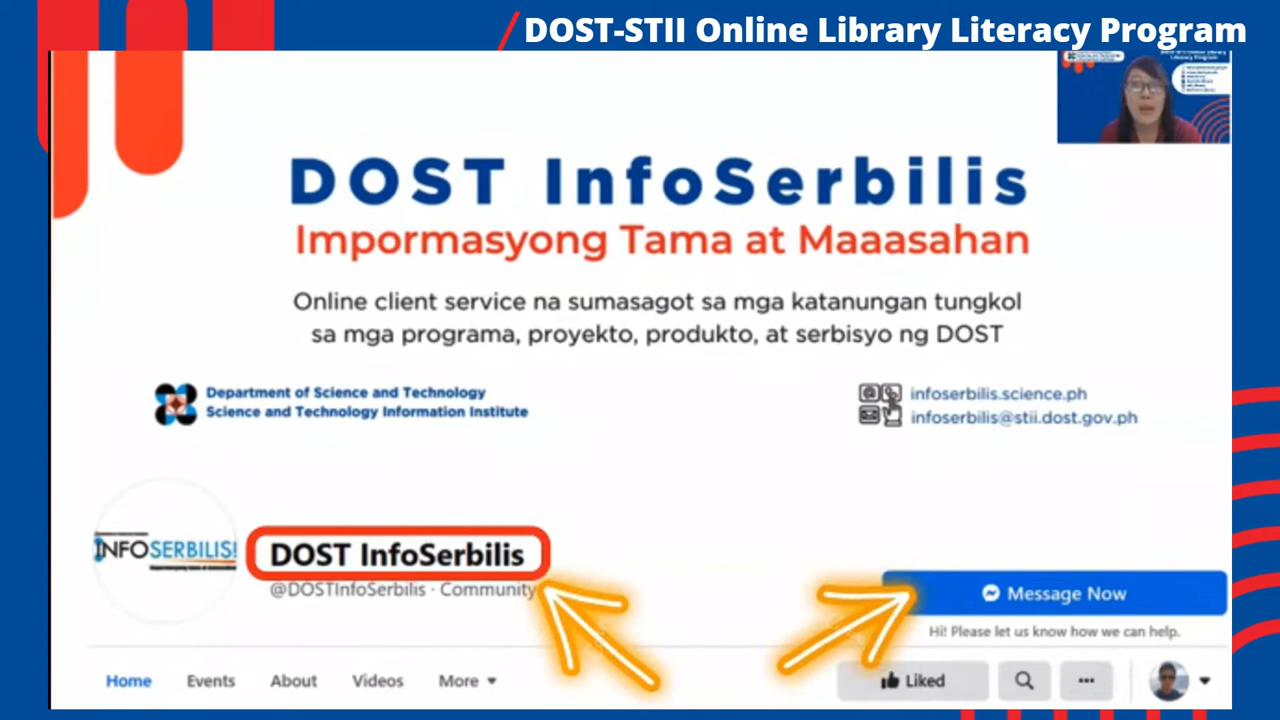 DOST-STII Online Library Literacy Program
DOST InfoSerbilis
Impormasyong Tama at Maaasahan
Online client service na sumasagot sa mga katanungan tungkol
sa mga programa, proyekto, produkto, at serbisyo ng DOST
Department of Science and Technology
Science and Technology Information Institute
infoserbilis.science.ph
infoserbilis@stii.dost.gov.ph
INFOSERBILIS!
DOST InfoSerbilis
@DOSTInfoSerbilis · Community
Message Now
Hi! Please let us know how we can help.
Home Events About Videos More
Liked